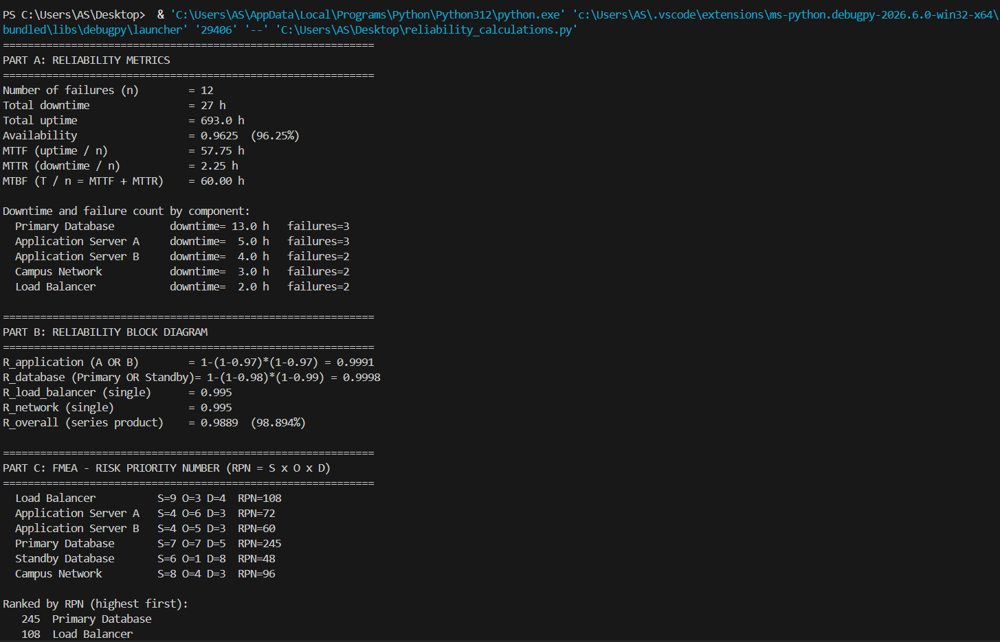 PS C:\Users\AS\Desktop>  & 'C:\Users\AS\AppData\Local\Programs\Python\Python312\python.exe' 'c:\Users\AS\.vscode\extensions\ms-python.debugpy-2026.6.0-win32-x64\
bundled\libs\debugpy\launcher' '29406' '--' 'C:\Users\AS\Desktop\reliability_calculations.py'
============================================================
PART A: RELIABILITY METRICS
============================================================
Number of failures (n)        = 12
Total downtime                = 27 h
Total uptime                  = 693.0 h
Availability                  = 0.9625  (96.25%)
MTTF (uptime / n)             = 57.75 h
MTTR (downtime / n)           = 2.25 h
MTBF (T / n = MTTF + MTTR)    = 60.00 h

Downtime and failure count by component:
  Primary Database         downtime= 13.0 h   failures=3
  Application Server A     downtime=  5.0 h   failures=3
  Application Server B     downtime=  4.0 h   failures=2
  Campus Network           downtime=  3.0 h   failures=2
  Load Balancer            downtime=  2.0 h   failures=2

============================================================
PART B: RELIABILITY BLOCK DIAGRAM
============================================================
R_application (A OR B)        = 1-(1-0.97)*(1-0.97) = 0.9991
R_database (Primary OR Standby)= 1-(1-0.98)*(1-0.99) = 0.9998
R_load_balancer (single)      = 0.995
R_network (single)            = 0.995
R_overall (series product)    = 0.9889  (98.894%)

============================================================
PART C: FMEA - RISK PRIORITY NUMBER (RPN = S x O x D)
============================================================
  Load Balancer          S=9 O=3 D=4  RPN=108
  Application Server A   S=4 O=6 D=3  RPN=72
  Application Server B   S=4 O=5 D=3  RPN=60
  Primary Database       S=7 O=7 D=5  RPN=245
  Standby Database       S=6 O=1 D=8  RPN=48
  Campus Network         S=8 O=4 D=3  RPN=96

Ranked by RPN (highest first):
   245  Primary Database
   108  Load Balancer